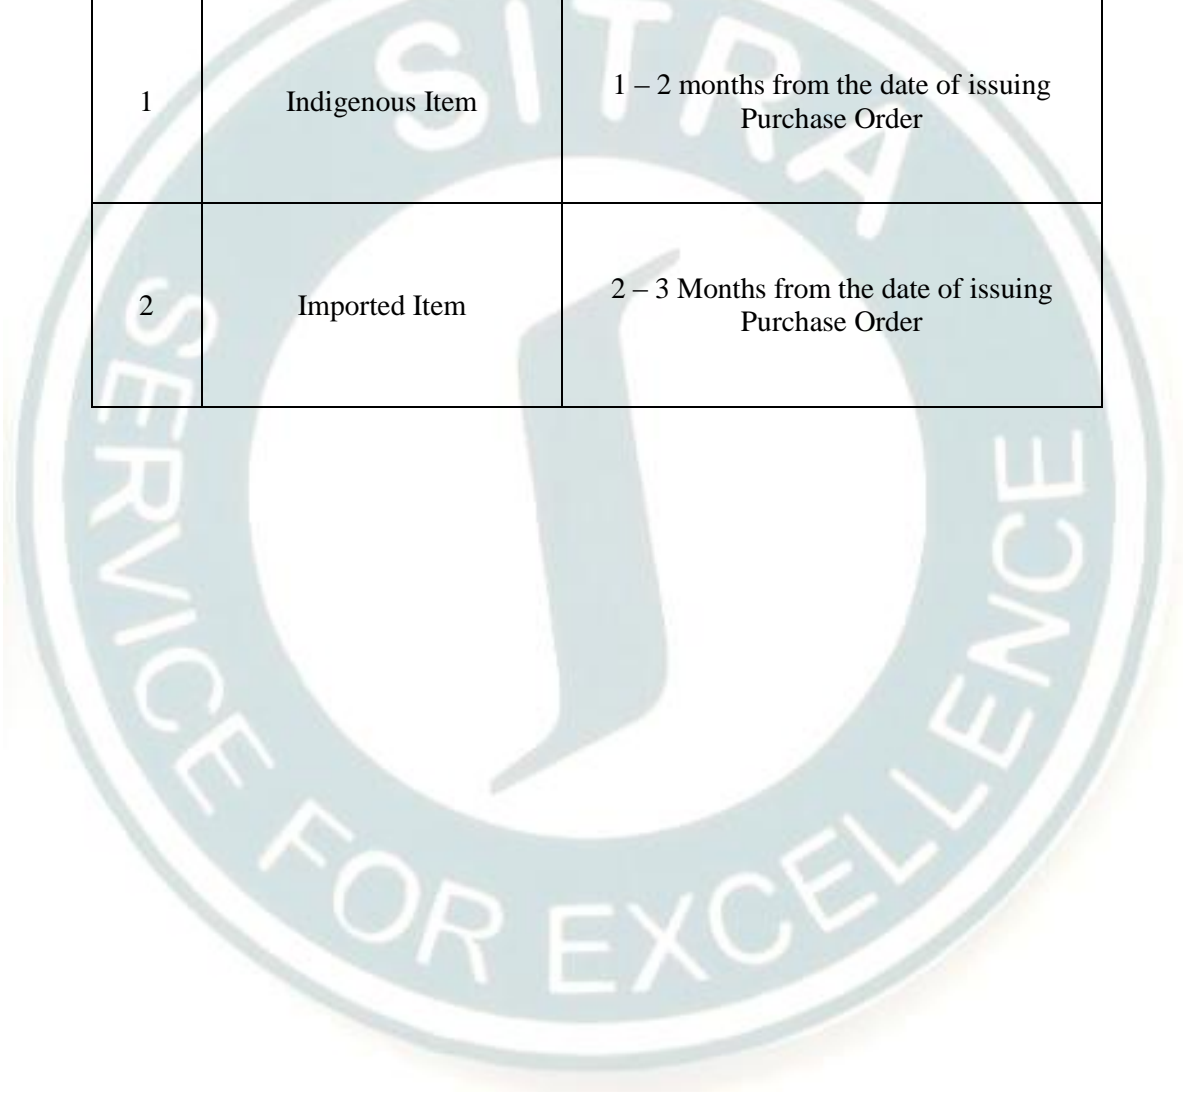 SITRA
1
Indigenous Item
1 – 2 months from the date of issuing
Purchase Order
2
Imported Item
2 – 3 Months from the date of issuing
Purchase Order
SERVICE FOR EXCELLENCE